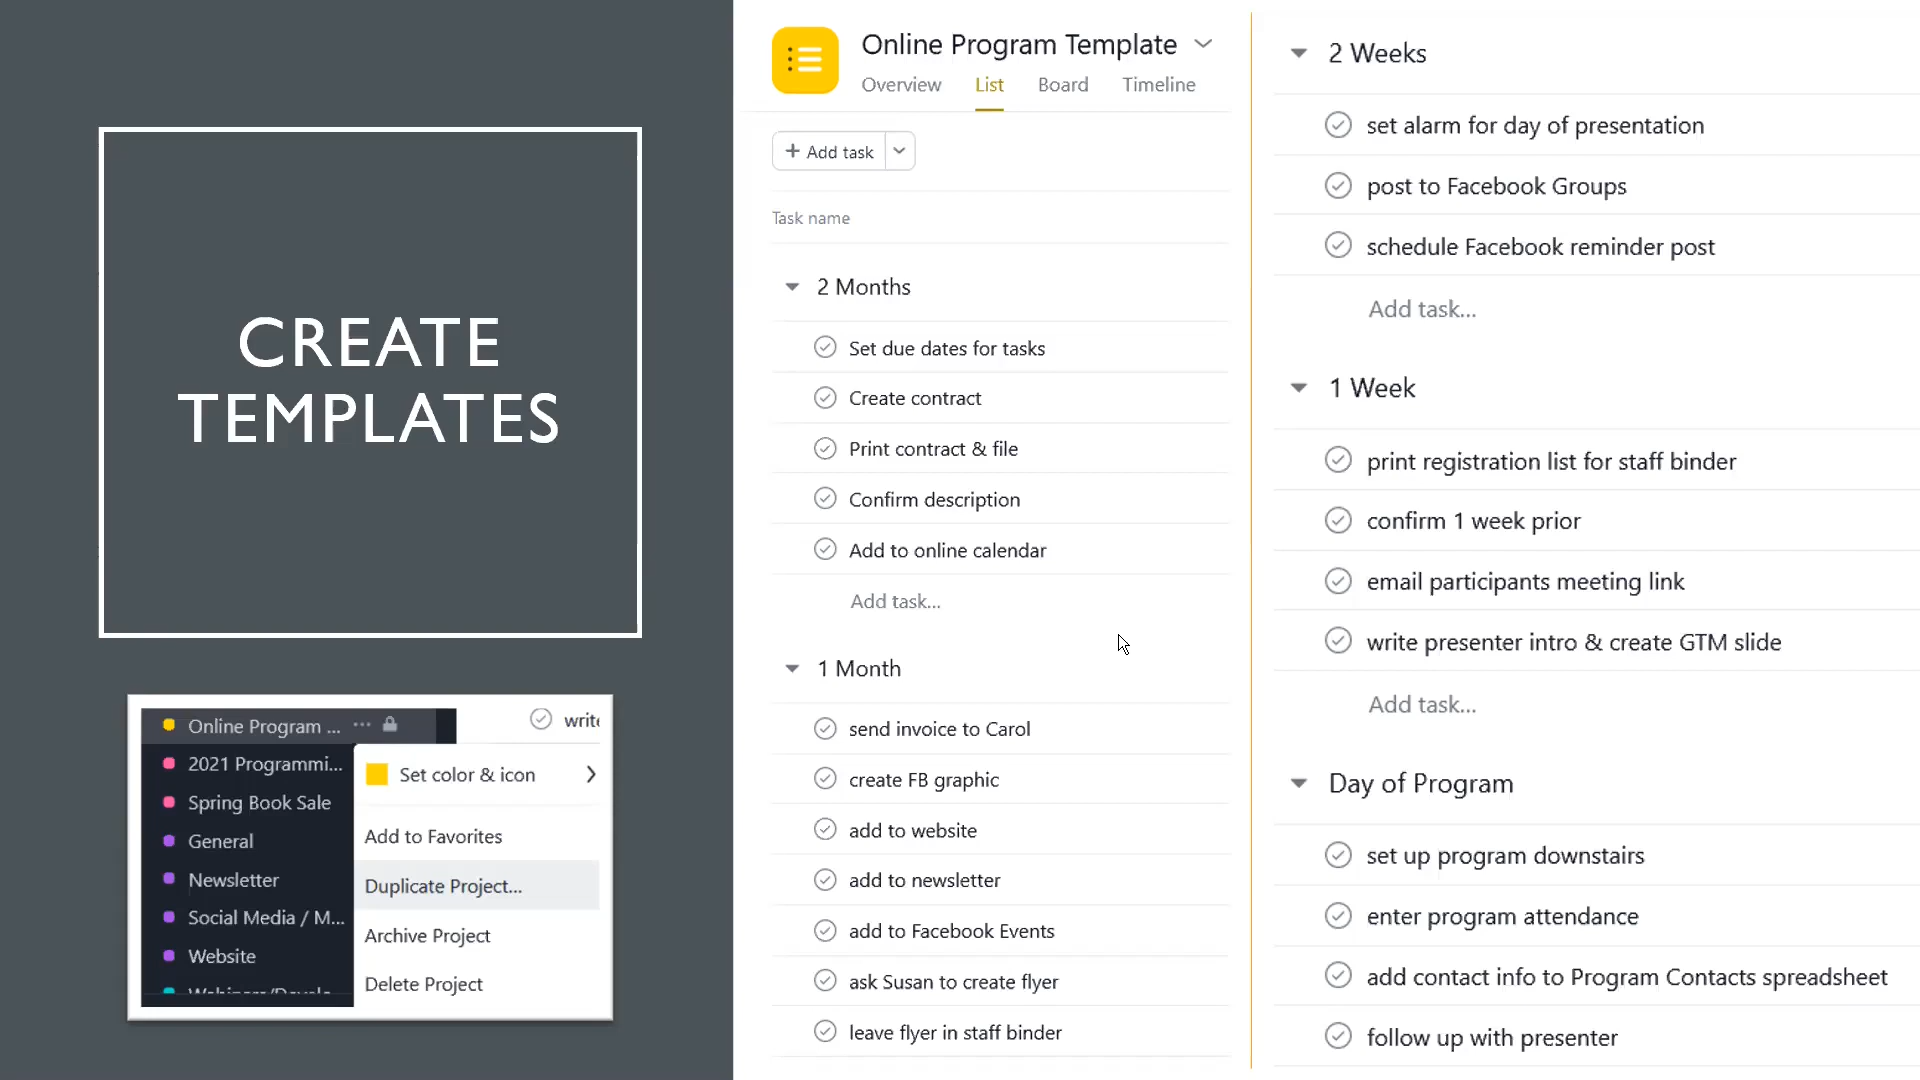 CREATE
TEMPLATES
Online Program ...
2021 Programmi...
Spring Book Sale
General
Newsletter
Social Media / M...
Website
Set color & icon
Add to Favorites
Duplicate Project...
Archive Project
Delete Project
Online Program Template
Overview List Board Timeline
+ Add task
Task name
2 Months
Set due dates for tasks
Create contract
Print contract & file
Confirm description
Add to online calendar
Add task...
1 Month
send invoice to Carol
create FB graphic
add to website
add to newsletter
add to Facebook Events
ask Susan to create flyer
leave flyer in staff binder
2 Weeks
set alarm for day of presentation
post to Facebook Groups
schedule Facebook reminder post
Add task...
1 Week
print registration list for staff binder
confirm 1 week prior
email participants meeting link
write presenter intro & create GTM slide
Add task...
Day of Program
set up program downstairs
enter program attendance
add contact info to Program Contacts spreadsheet
follow up with presenter